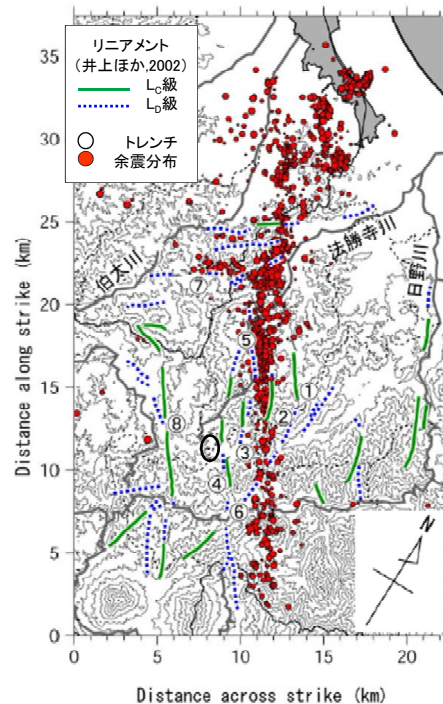 リニアメント
(井上ほか,2002)
LC級
LD級
トレンチ
余震分布
35
30
25
20
15
10
5
0
Distance along strike (km)
伯太川
法勝寺川
日野川
⑦
⑤
①
②
⑧
③
④
⑥
N
0
5
10
15
20
Distance across strike (km)